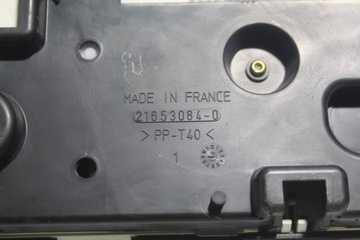 MADE IN FRANCE
21653084-0
>PP-T40<
1